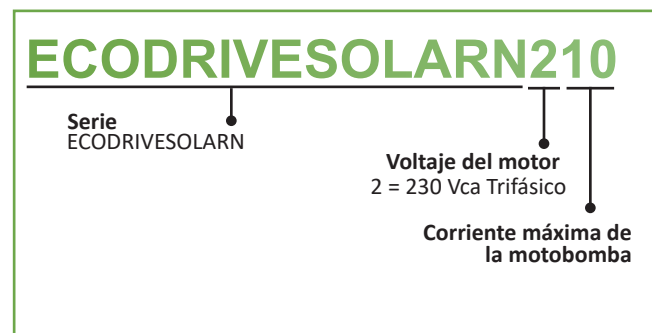 ECODRIVESOLARN210
Serie
ECODRIVESOLARN
Voltaje del motor
2 = 230 Vca Trifásico
Corriente máxima de
la motobomba